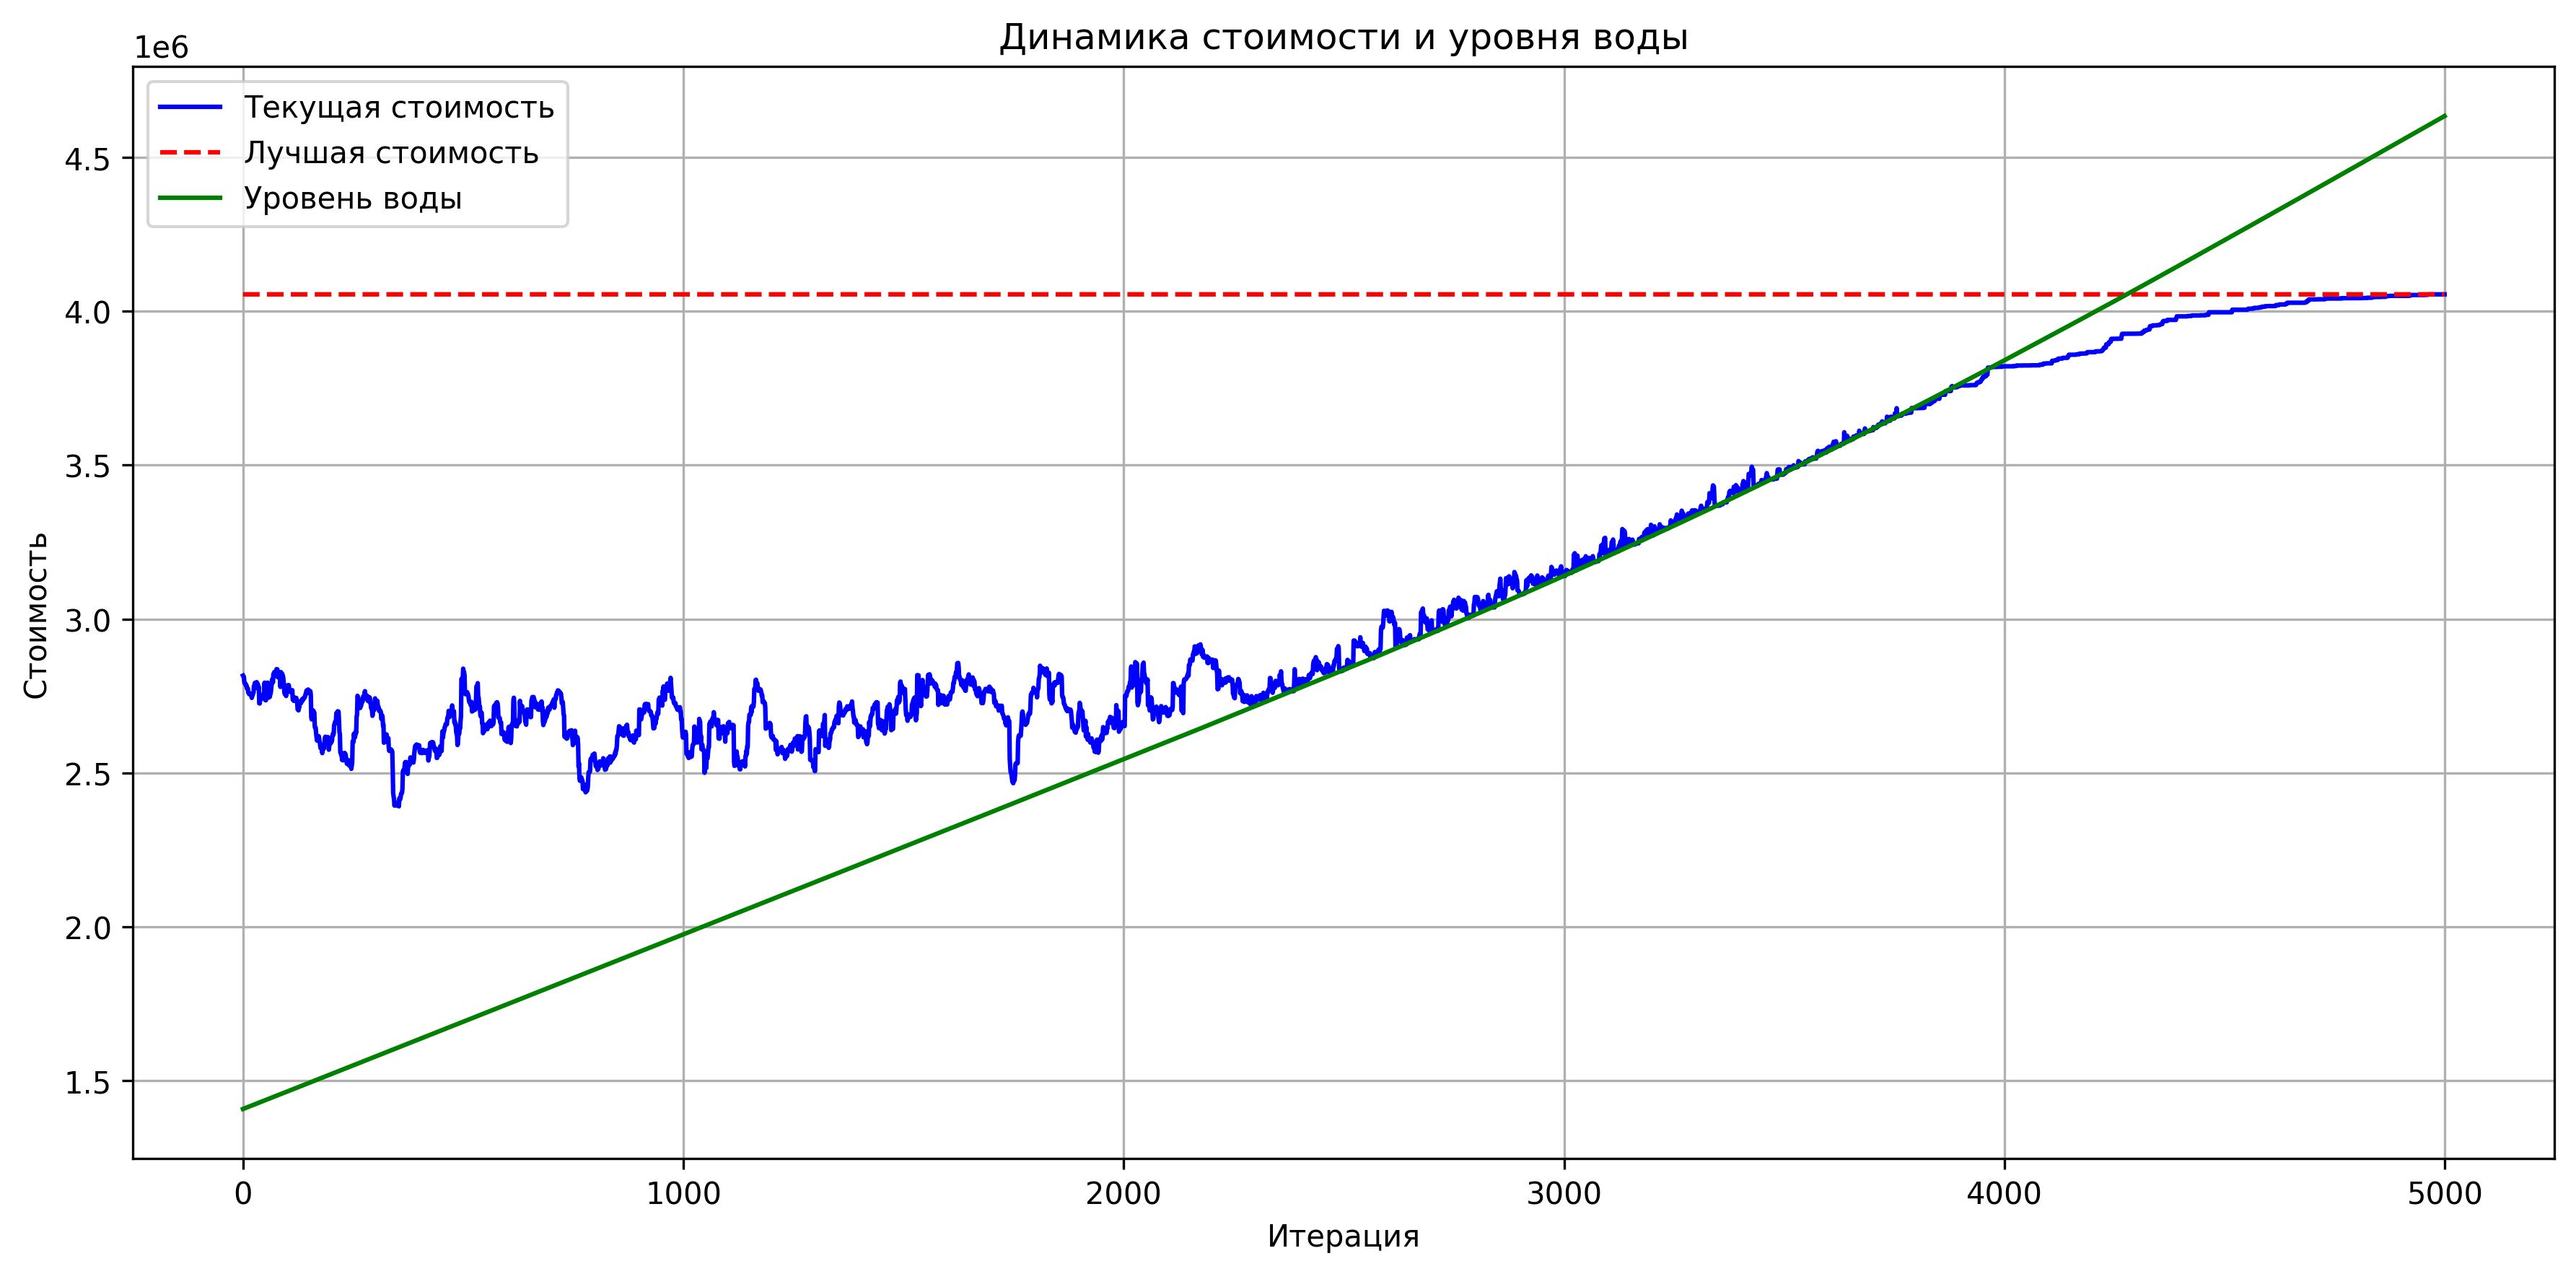 Динамика стоимости и уровня воды
1e6
Текущая стоимость
Лучшая стоимость
Уровень воды
4.5
4.0
3.5
3.0
2.5
2.0
1.5
Стоимость
0 1000 2000 3000 4000 5000
Итерация